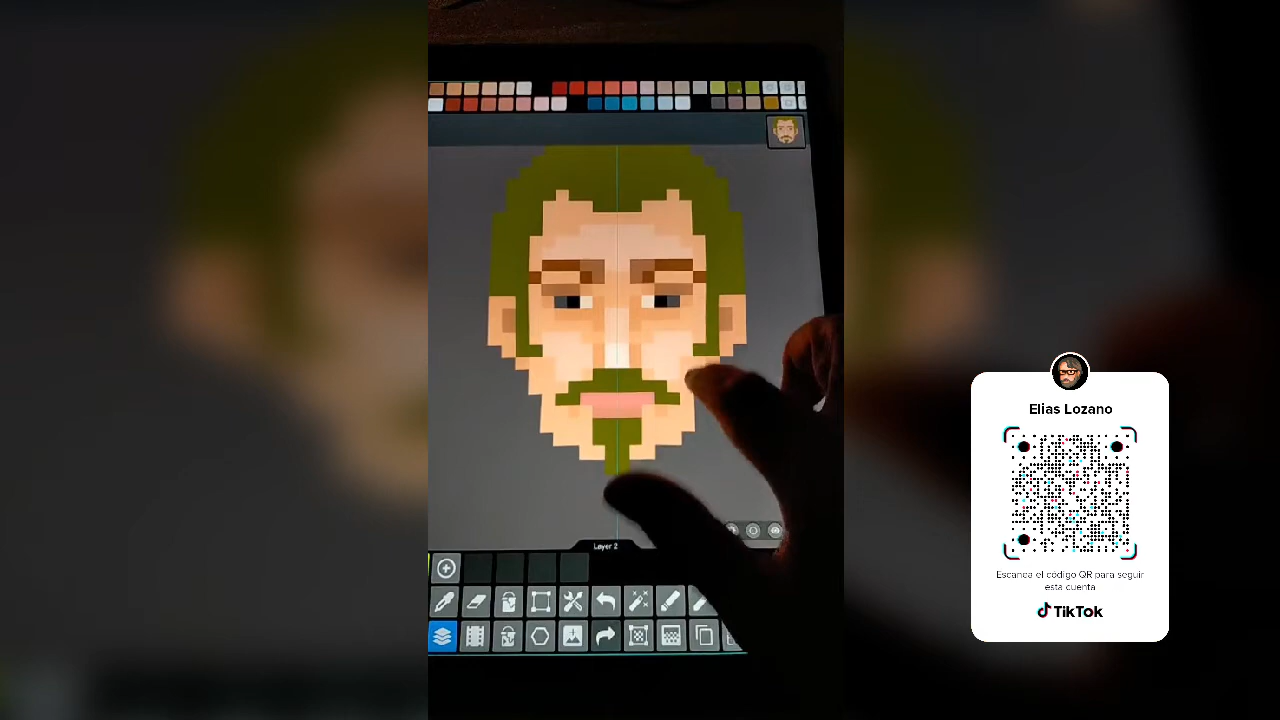 Layer 2
Elias Lozano
Escanea el código QR para seguir
esta cuenta
TikTok